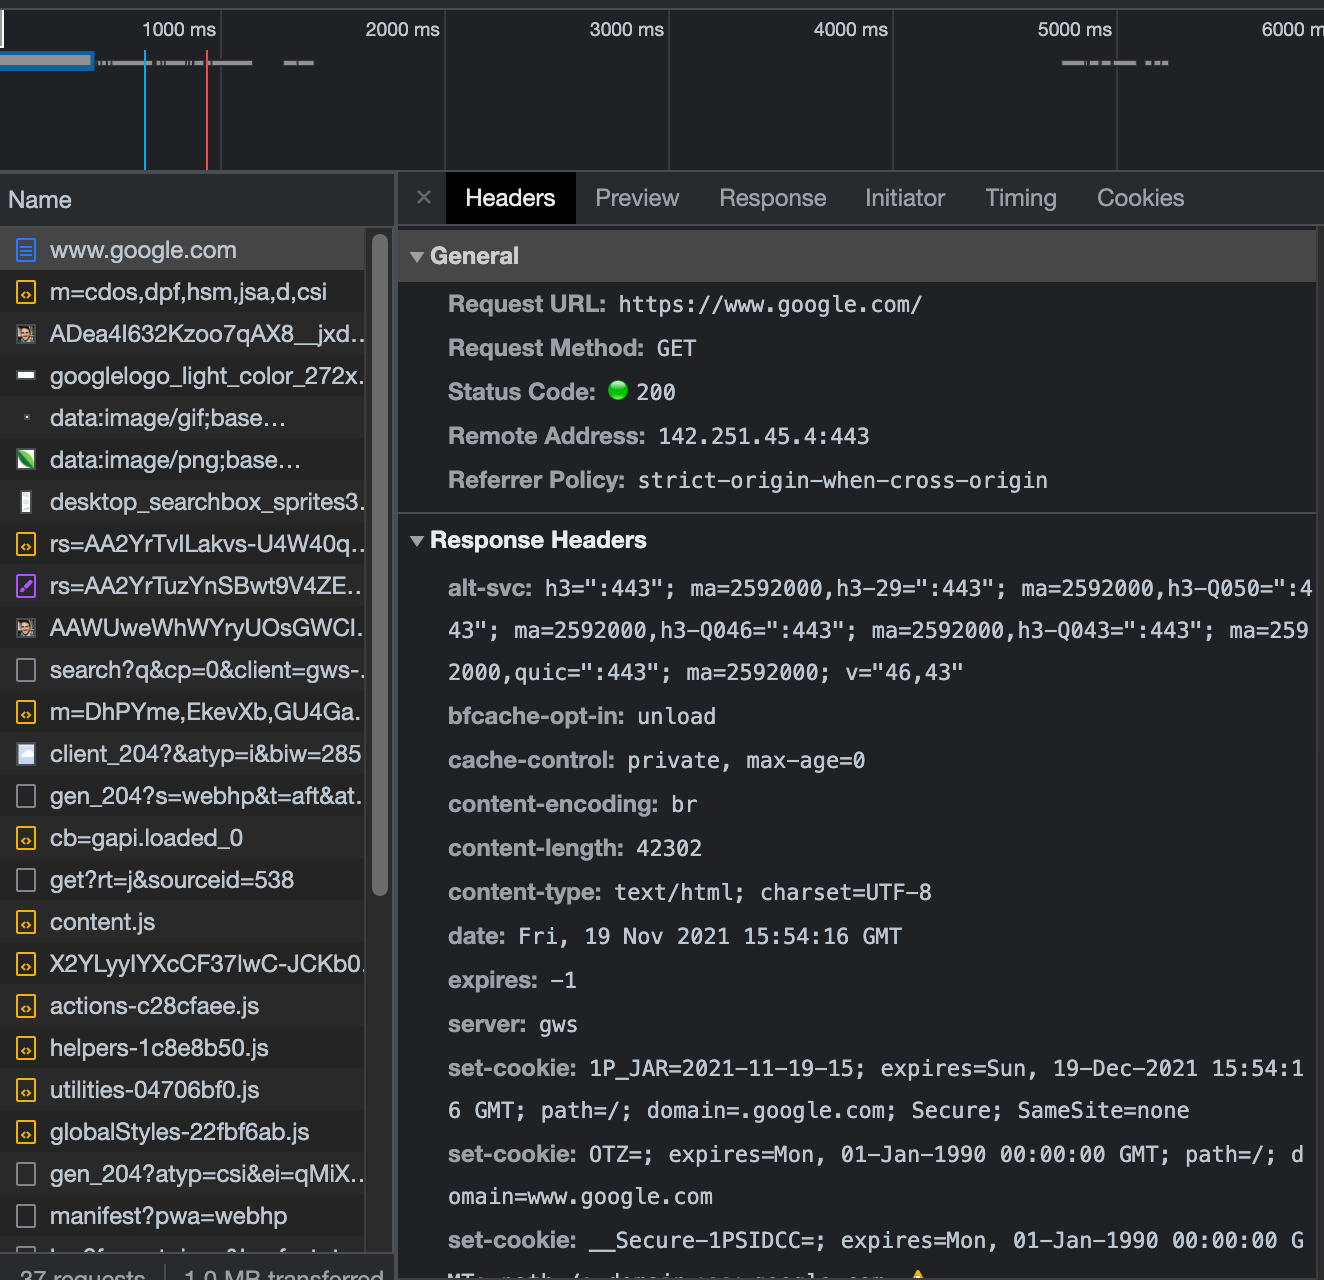 1000 ms
2000 ms
3000 ms
4000 ms
5000 ms
6000 m
Name
Headers
Preview
Response
Initiator
Timing
Cookies
www.google.com
m=cdos,dpf,hsm,jsa,d,csi
ADea4I632Kzoo7qAX8__jxd…
googlelogo_light_color_272x.
data:image/gif;base…
data:image/png;base…
desktop_searchbox_sprites3.
rs=AA2YrTvILakvs-U4W40q…
rs=AA2YrTuzYnSBwt9V4ZE…
AAWUweWhWYryUOsGWCI.
search?q&cp=0&client=gws-.
m=DhPYme,EkevXb,GU4Ga.
client_204?&atyp=i&biw=285
gen_204?s=webhp&t=aft&at.
cb=gapi.loaded_0
get?rt=j&sourceid=538
content.js
X2YLyyIYXcCF37lwC-JCKb0.
actions-c28cfaee.js
helpers-1c8e8b50.js
utilities-04706bf0.js
globalStyles-22fbf6ab.js
gen_204?atyp=csi&ei=qMiX…
manifest?pwa=webhp
37 requests
1.0 MB transferred
General
Request URL: https://www.google.com/
Request Method: GET
Status Code: 200
Remote Address: 142.251.45.4:443
Referrer Policy: strict-origin-when-cross-origin
Response Headers
alt-svc: h3=":443"; ma=2592000,h3-29=":443"; ma=2592000,h3-Q050=":4
43"; ma=2592000,h3-Q046=":443"; ma=2592000,h3-Q043=":443"; ma=259
2000,quic=":443"; ma=2592000; v="46,43"
bfcache-opt-in: unload
cache-control: private, max-age=0
content-encoding: br
content-length: 42302
content-type: text/html; charset=UTF-8
date: Fri, 19 Nov 2021 15:54:16 GMT
expires: -1
server: gws
set-cookie: 1P_JAR=2021-11-19-15; expires=Sun, 19-Dec-2021 15:54:1
6 GMT; path=/; domain=.google.com; Secure; SameSite=none
set-cookie: OTZ=; expires=Mon, 01-Jan-1990 00:00:00 GMT; path=/; d
omain=www.google.com
set-cookie: __Secure-1PSIDCC=; expires=Mon, 01-Jan-1990 00:00:00 G